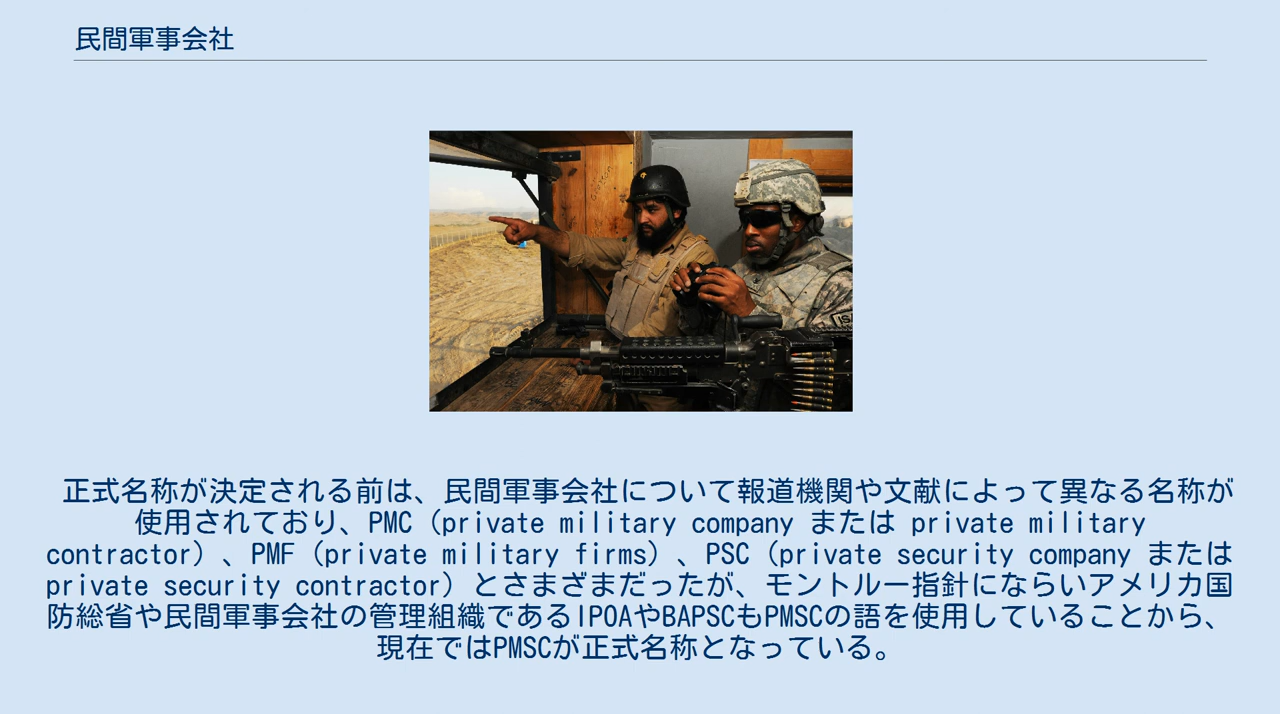 民間軍事会社
正式名称が決定される前は、民間軍事会社について報道機関や文献によって異なる名称が
使用されており、PMC（private military company または private military
contractor）、PMF（private military firms）、PSC（private security company または
private security contractor）とさまざまだったが、モントルー指針にならいアメリカ国
防総省や民間軍事会社の管理組織であるIPOAやBAPSCもPMSCの語を使用していることから、
現在ではPMSCが正式名称となっている。